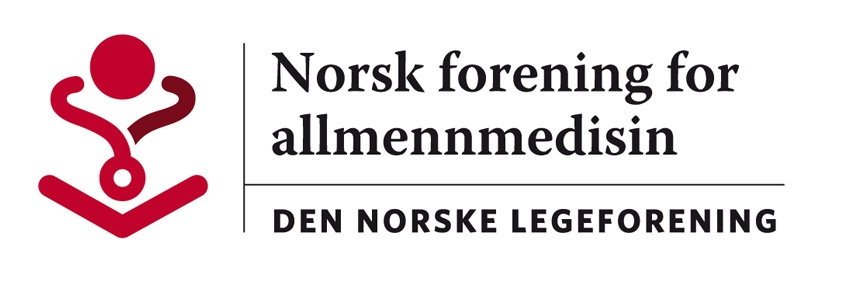 Norsk forening for
allmennmedisin
DEN NORSKE LEGEFORENING